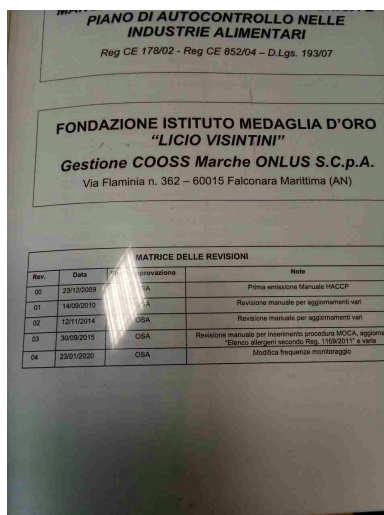 PIANO DI AUTOCONTROLLO NELLE
INDUSTRIE ALIMENTARI
Reg CE 178/02 - Reg CE 852/04 – D.Lgs. 193/07
FONDAZIONE ISTITUTO MEDAGLIA D'ORO
"LICIO VISINTINI"
Gestione COOSS Marche ONLUS S.C.p.A.
Via Flaminia n. 362 – 60015 Falconara Marittima (AN)
MATRICE DELLE REVISIONI
Rev. Data Note
00 23/12/2009 OSA Prima emissione Manuale HACCP
01 14/09/2010 OSA Revisione manuale per aggiornamenti vari
02 12/11/2014 OSA Revisione manuale per aggiornamenti vari
03 30/09/2015 OSA Revisione manuale per inserimento procedura MOCA, aggiorna
"Elenco allergeni secondo Reg. 1169/2011" e varie
04 23/01/2020 OSA Modifica frequenze monitoraggio